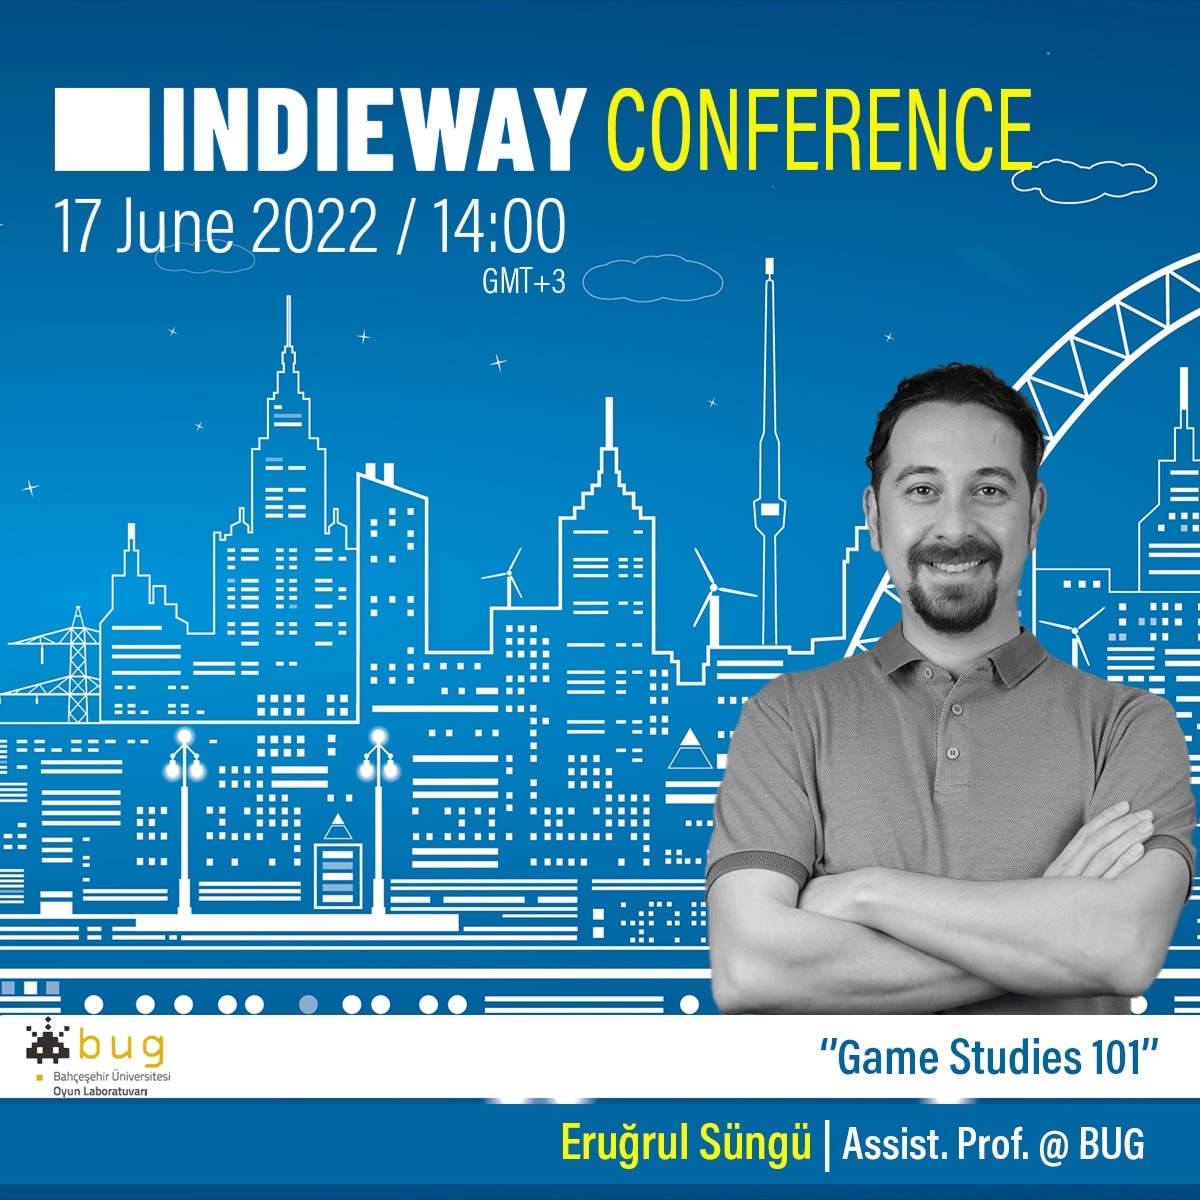 INDIEWAY CONFERENCE
17 June 2022 / 14:00
GMT+3
bug
Bahçeşehir Üniversitesi
Oyun Laboratuvarı
"Game Studies 101"
Eruğrul Süngü | Assist. Prof. @ BUG